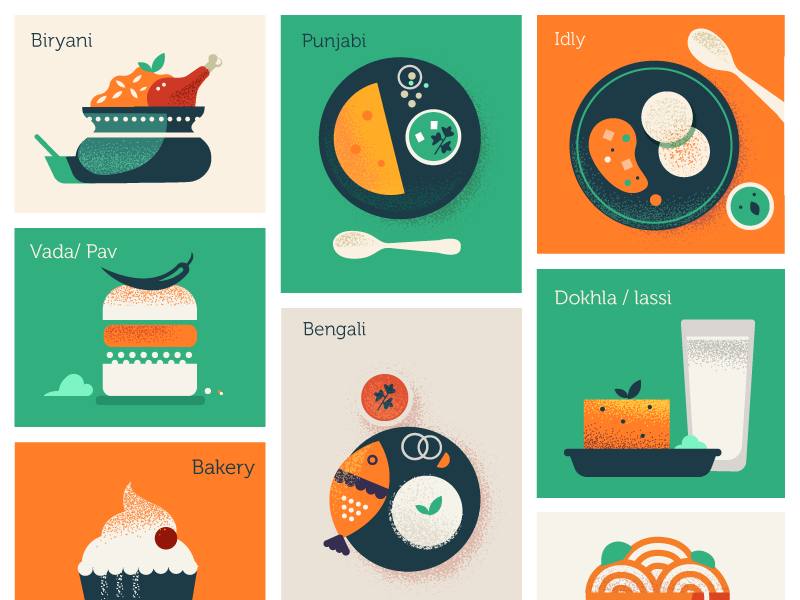 Biryani
Punjabi
Idly
Vada/ Pav
Dokhla / lassi
Bengali
Bakery